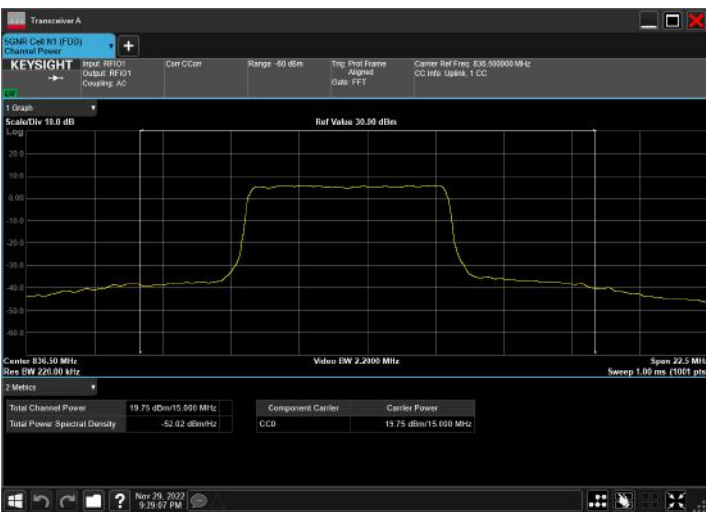 Transceiver A
5GNR Cell N1 (FDD)
Channel Power
+
KEYSIGHT
Input: RFIO1
Output: RFIO1
Coupling: AC
Corr CCorr
Range -60 dBm
Trig: Prot Frame
Aligned
Gate: FFT
Carrier Ref Freq, 836.500000 MHz
CC Info: Uplink, 1 CC
1 Graph
Scale/Div 10.0 dB
Ref Value 30.00 dBm
Log
20.0
10.0
0.00
-10.0
-20.0
-30.0
-40.0
-50.0
-60.0
Center 836.50 MHz
Video BW 2.2000 MHz
Span 22.5 MHz
Res BW 220.00 kHz
Sweep 1.00 ms (1001 pts
2 Metrics
Total Channel Power 19.75 dBm/15.000 MHz
Total Power Spectral Density -52.02 dBm/Hz
Component Carrier Carrier Power
CC0 19.75 dBm/15.000 MHz
?
Nov 29, 2022
9:29:07 PM